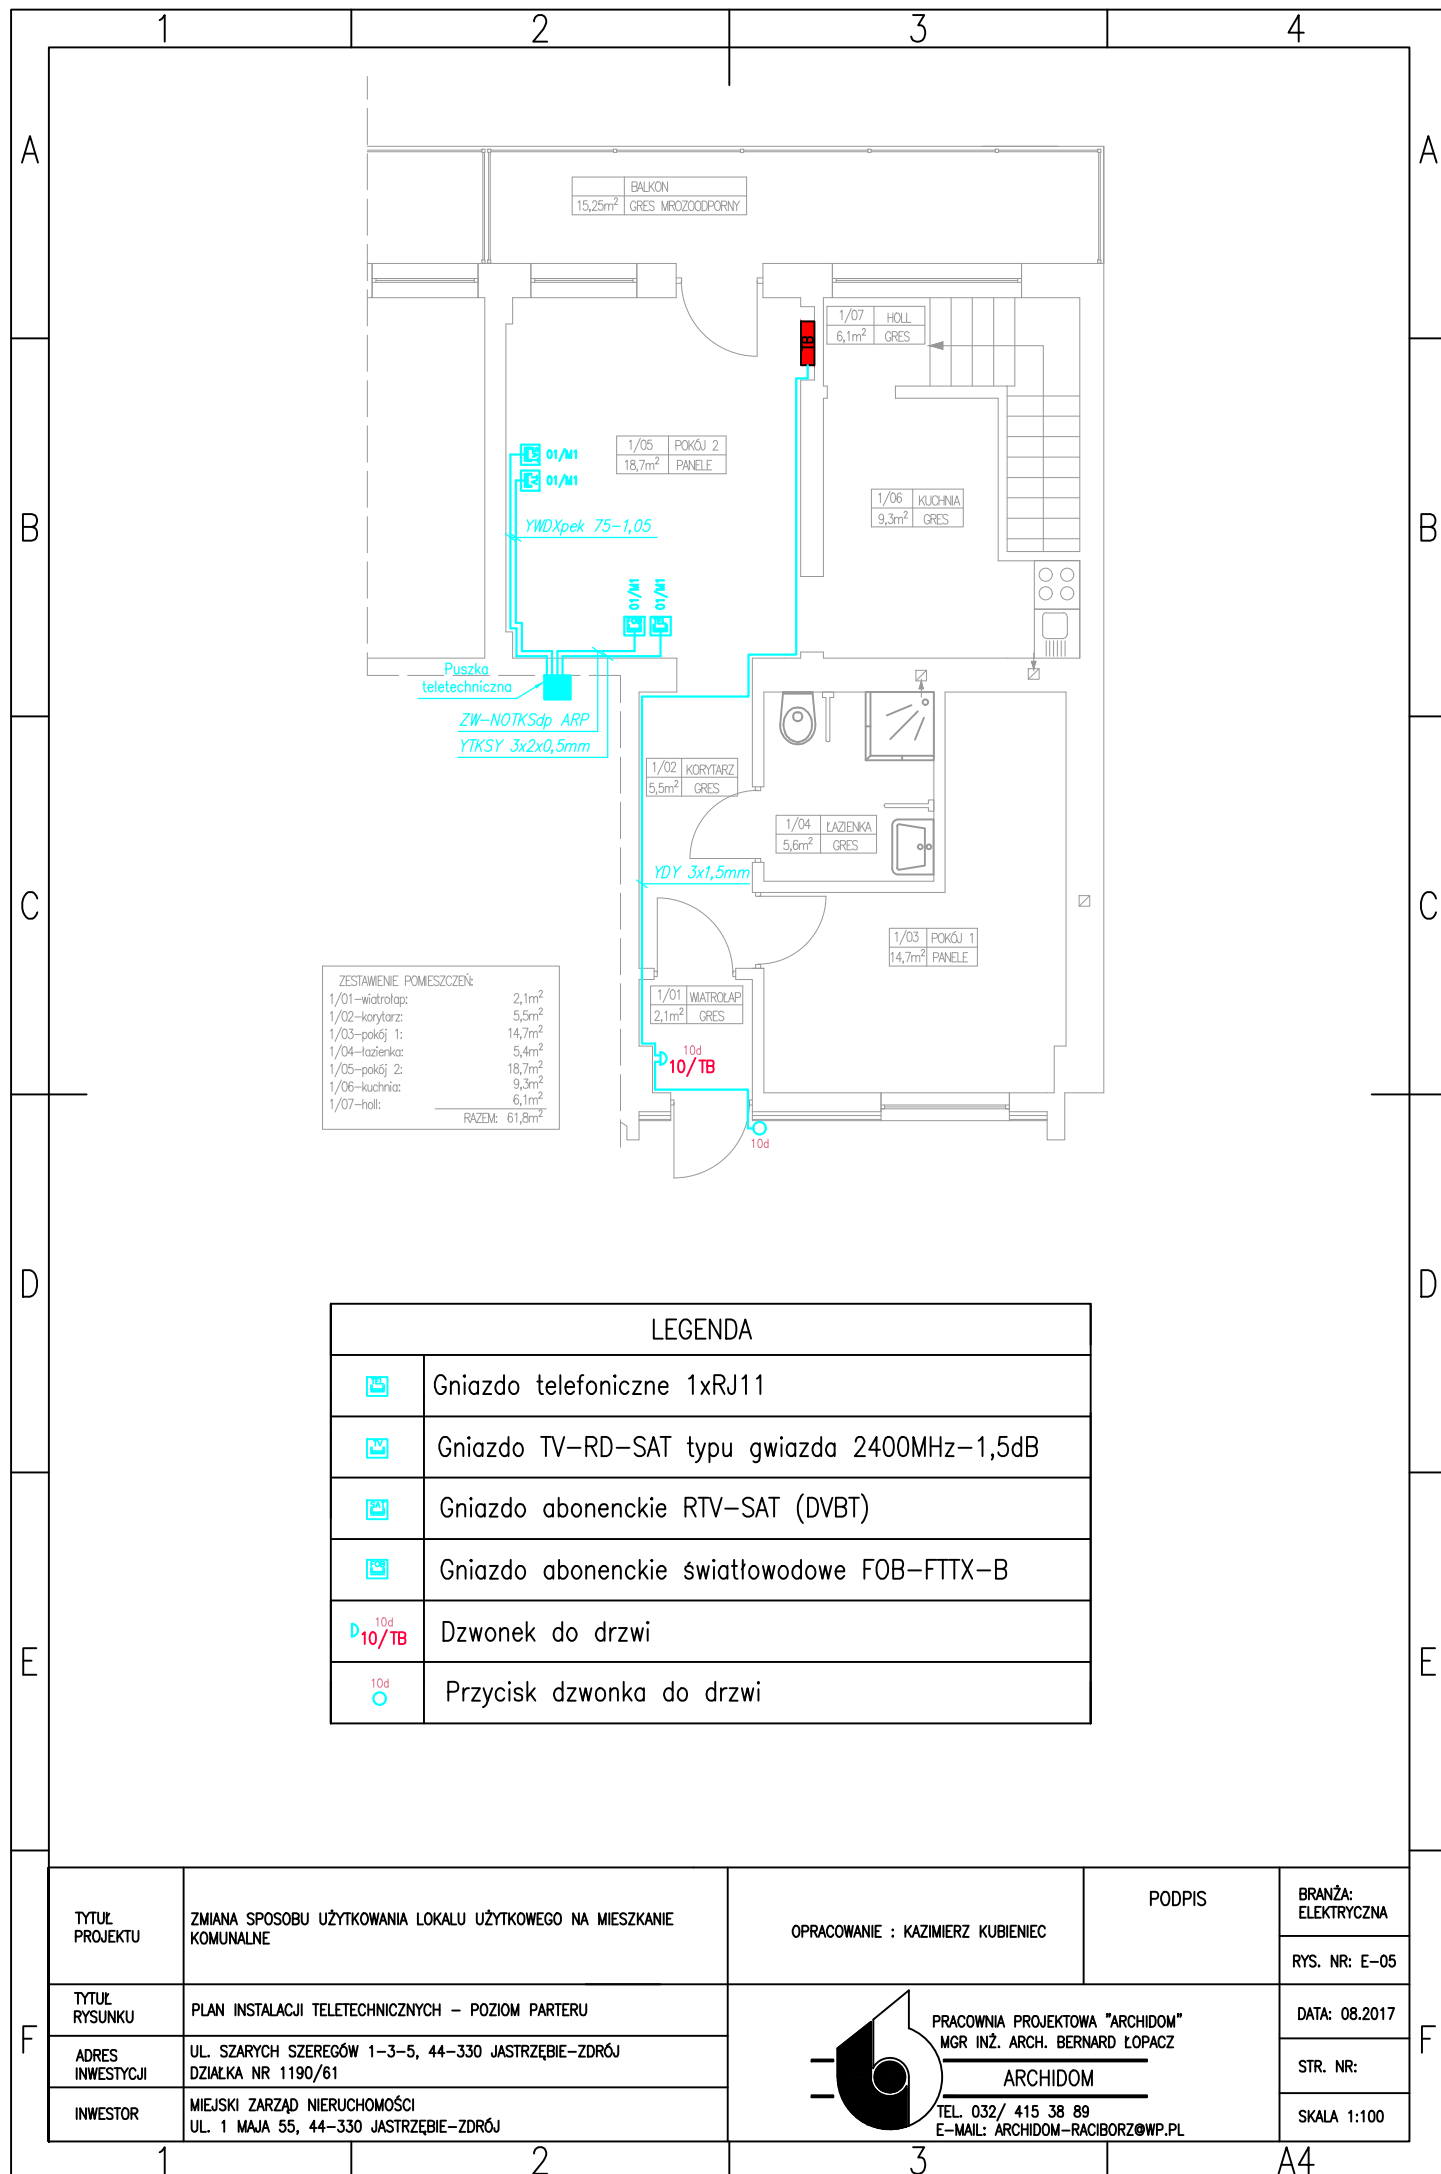 1 2 3 4
A A
B B
C C
D D
E E
F F
BALKON
15,25m² GRES MROZOODPORNY
1/07 HOLL
6,1m² GRES
TB
1/05 POKÓJ 2
18,7m² PANELE
01/M1
01/M1
1/06 KUCHNIA
9,3m² GRES
YWDXpek 75-1,05
01/M1
01/M1
Puszka
teletechniczna
ZW-NOTKSdp ARP
YTKSY 3x2x0,5mm
1/02 KORYTARZ
5,5m² GRES
1/04 ŁAZIENKA
5,6m² GRES
YDY 3x1,5mm
1/03 POKÓJ 1
14,7m² PANELE
1/01 WIATROŁAP
2,1m² GRES
10d
10/TB
10d
ZESTAWIENIE POMIESZCZEŃ:
1/01-wiatrołap: 2,1m²
1/02-korytarz: 5,5m²
1/03-pokój 1: 14,7m²
1/04-łazienka: 5,4m²
1/05-pokój 2: 18,7m²
1/06-kuchnia: 9,3m²
1/07-holl: 6,1m²
RAZEM: 61,8m²
LEGENDA
TEL Gniazdo telefoniczne 1xRJ11
TV Gniazdo TV-RD-SAT typu gwiazda 2400MHz-1,5dB
SAT Gniazdo abonenckie RTV-SAT (DVBT)
FOB Gniazdo abonenckie światłowodowe FOB-FTTX-B
10d
10/TB Dzwonek do drzwi
10d
Przycisk dzwonka do drzwi
TYTUŁ
PROJEKTU
ZMIANA SPOSOBU UŻYTKOWANIA LOKALU UŻYTKOWEGO NA MIESZKANIE
KOMUNALNE
OPRACOWANIE : KAZIMIERZ KUBIENIEC
PODPIS
BRANŻA:
ELEKTRYCZNA
RYS. NR: E-05
TYTUŁ
RYSUNKU
PLAN INSTALACJI TELETECHNICZNYCH - POZIOM PARTERU
ADRES
INWESTYCJI
UL. SZARYCH SZEREGÓW 1-3-5, 44-330 JASTRZĘBIE-ZDRÓJ
DZIAŁKA NR 1190/61
INWESTOR
MIEJSKI ZARZĄD NIERUCHOMOŚCI
UL. 1 MAJA 55, 44-330 JASTRZĘBIE-ZDRÓJ
PRACOWNIA PROJEKTOWA "ARCHIDOM"
MGR INŻ. ARCH. BERNARD ŁOPACZ
ARCHIDOM
TEL. 032/ 415 38 89
E-MAIL: ARCHIDOM-RACIBORZ@WP.PL
DATA: 08.2017
STR. NR:
SKALA 1:100
1 2 3 A4